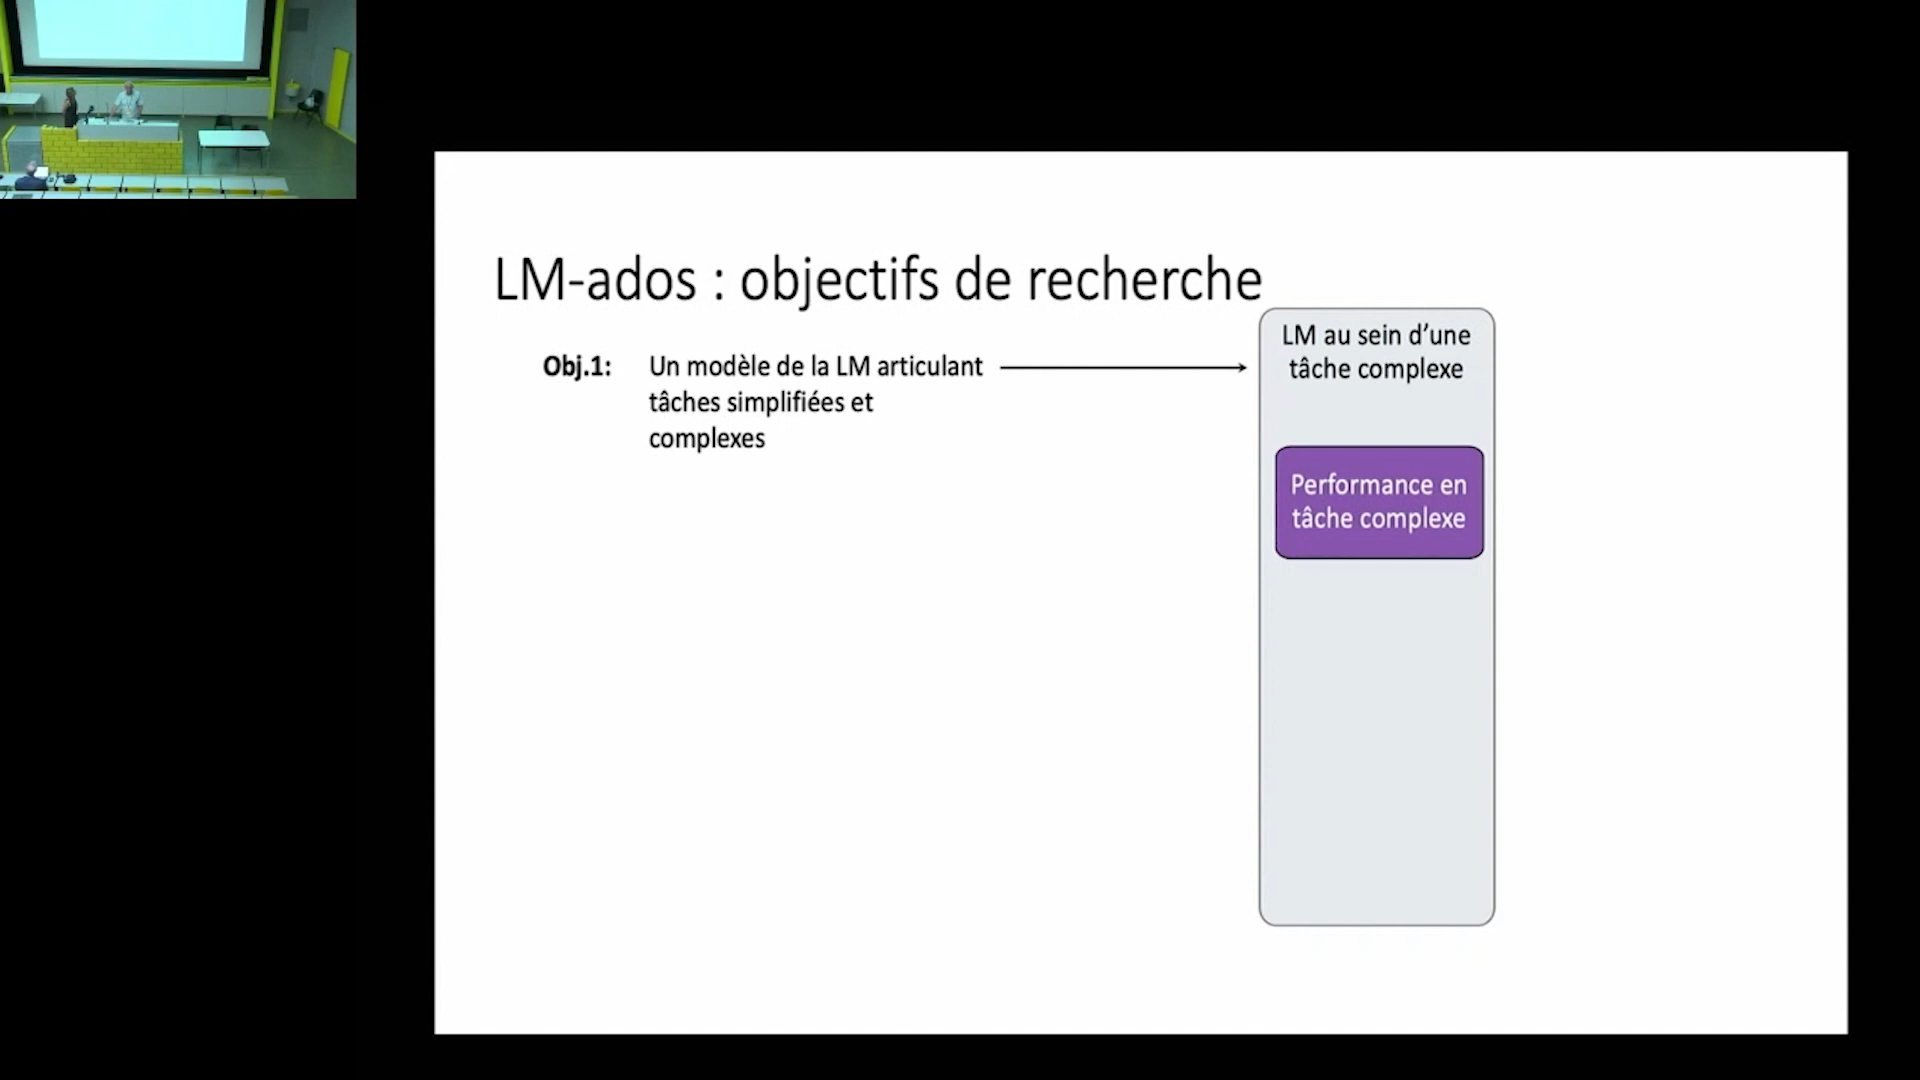 LM-ados : objectifs de recherche
Obj.1:
Un modèle de la LM articulant
tâches simplifiées et
complexes
LM au sein d’une
tâche complexe
Performance en
tâche complexe